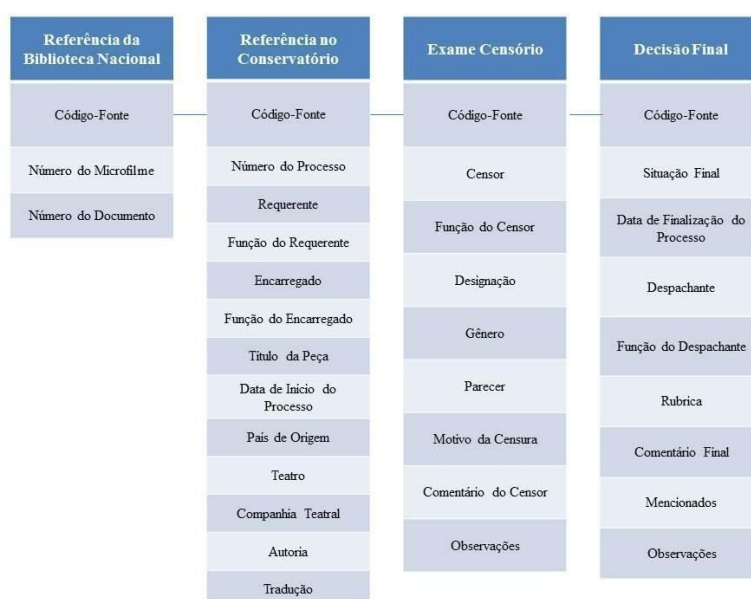 Referência da
Biblioteca Nacional
Código-Fonte
Número do Microfilme
Número do Documento
Referência no
Conservatório
Código-Fonte
Número do Processo
Requerente
Função do Requerente
Encarregado
Função do Encarregado
Título da Peça
Data de Início do
Processo
País de Origem
Teatro
Companhia Teatral
Autoria
Tradução
Exame Censório
Código-Fonte
Censor
Função do Censor
Designação
Gênero
Parecer
Motivo da Censura
Comentário do Censor
Observações
Decisão Final
Código-Fonte
Situação Final
Data de Finalização do
Processo
Despachante
Função do Despachante
Rubrica
Comentário Final
Mencionados
Observações